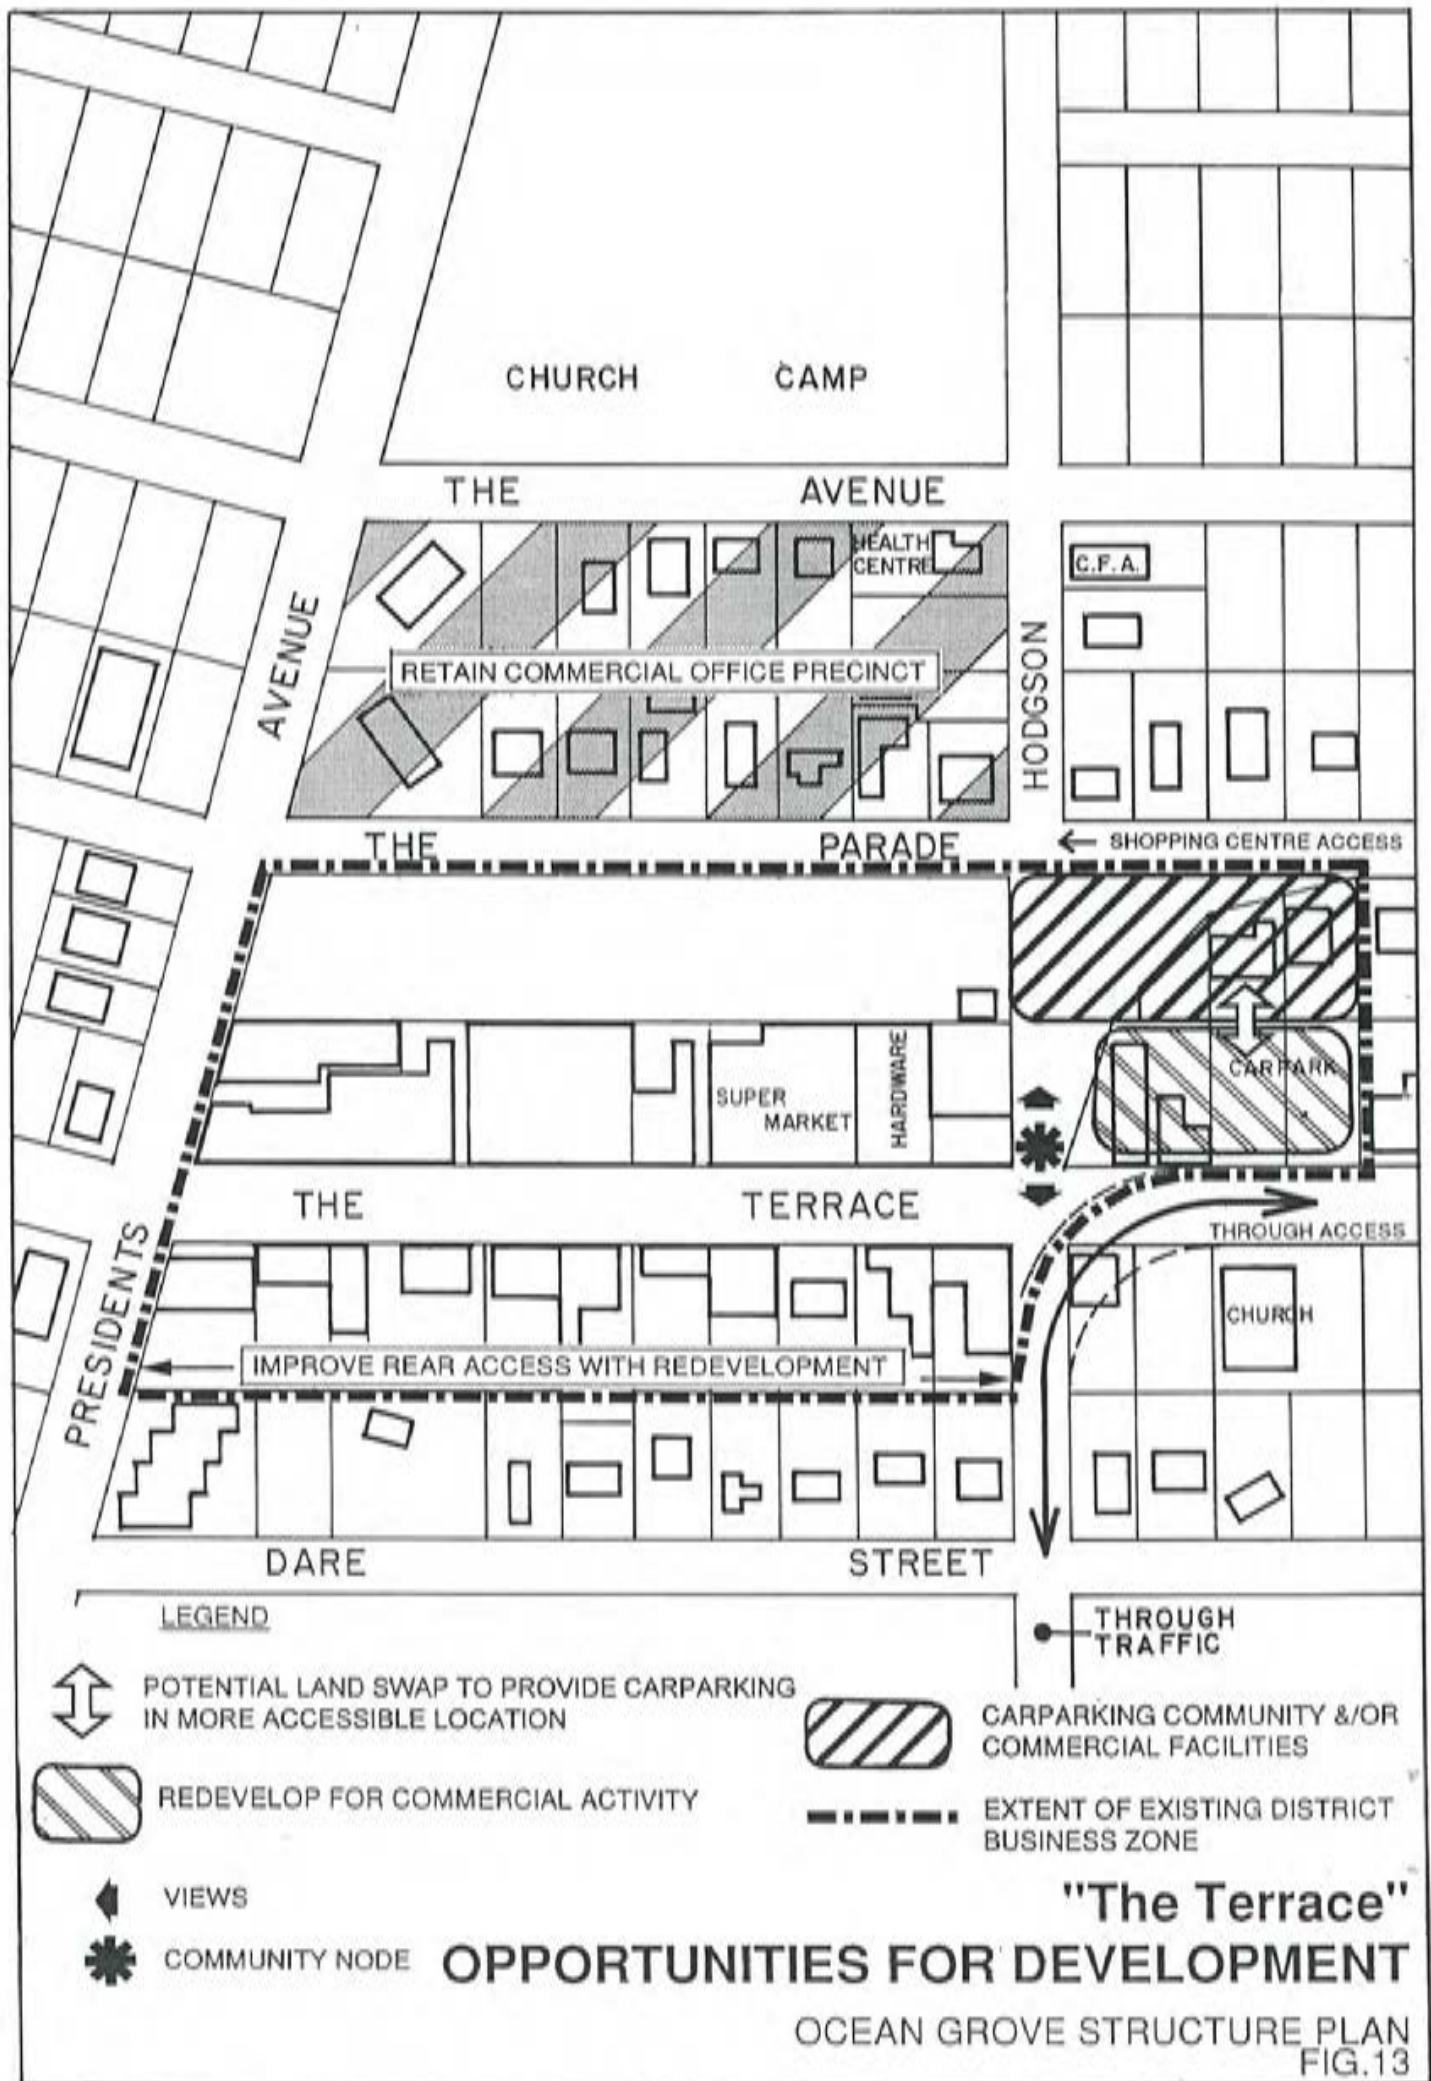 CHURCH CAMP
THE AVENUE
HEALTH
CENTRE
C.F.A.
AVENUE
RETAIN COMMERCIAL OFFICE PRECINCT
HODGSON
THE PARADE
← SHOPPING CENTRE ACCESS
SUPER
MARKET
HARDWARE
CARPARK
THE TERRACE
THROUGH ACCESS
PRESIDENTS
CHURCH
IMPROVE REAR ACCESS WITH REDEVELOPMENT
DARE STREET
LEGEND
THROUGH
TRAFFIC
POTENTIAL LAND SWAP TO PROVIDE CARPARKING
IN MORE ACCESSIBLE LOCATION
CARPARKING COMMUNITY &/OR
COMMERCIAL FACILITIES
REDEVELOP FOR COMMERCIAL ACTIVITY
EXTENT OF EXISTING DISTRICT
BUSINESS ZONE
VIEWS
COMMUNITY NODE
"The Terrace"
OPPORTUNITIES FOR DEVELOPMENT
OCEAN GROVE STRUCTURE PLAN
FIG.13